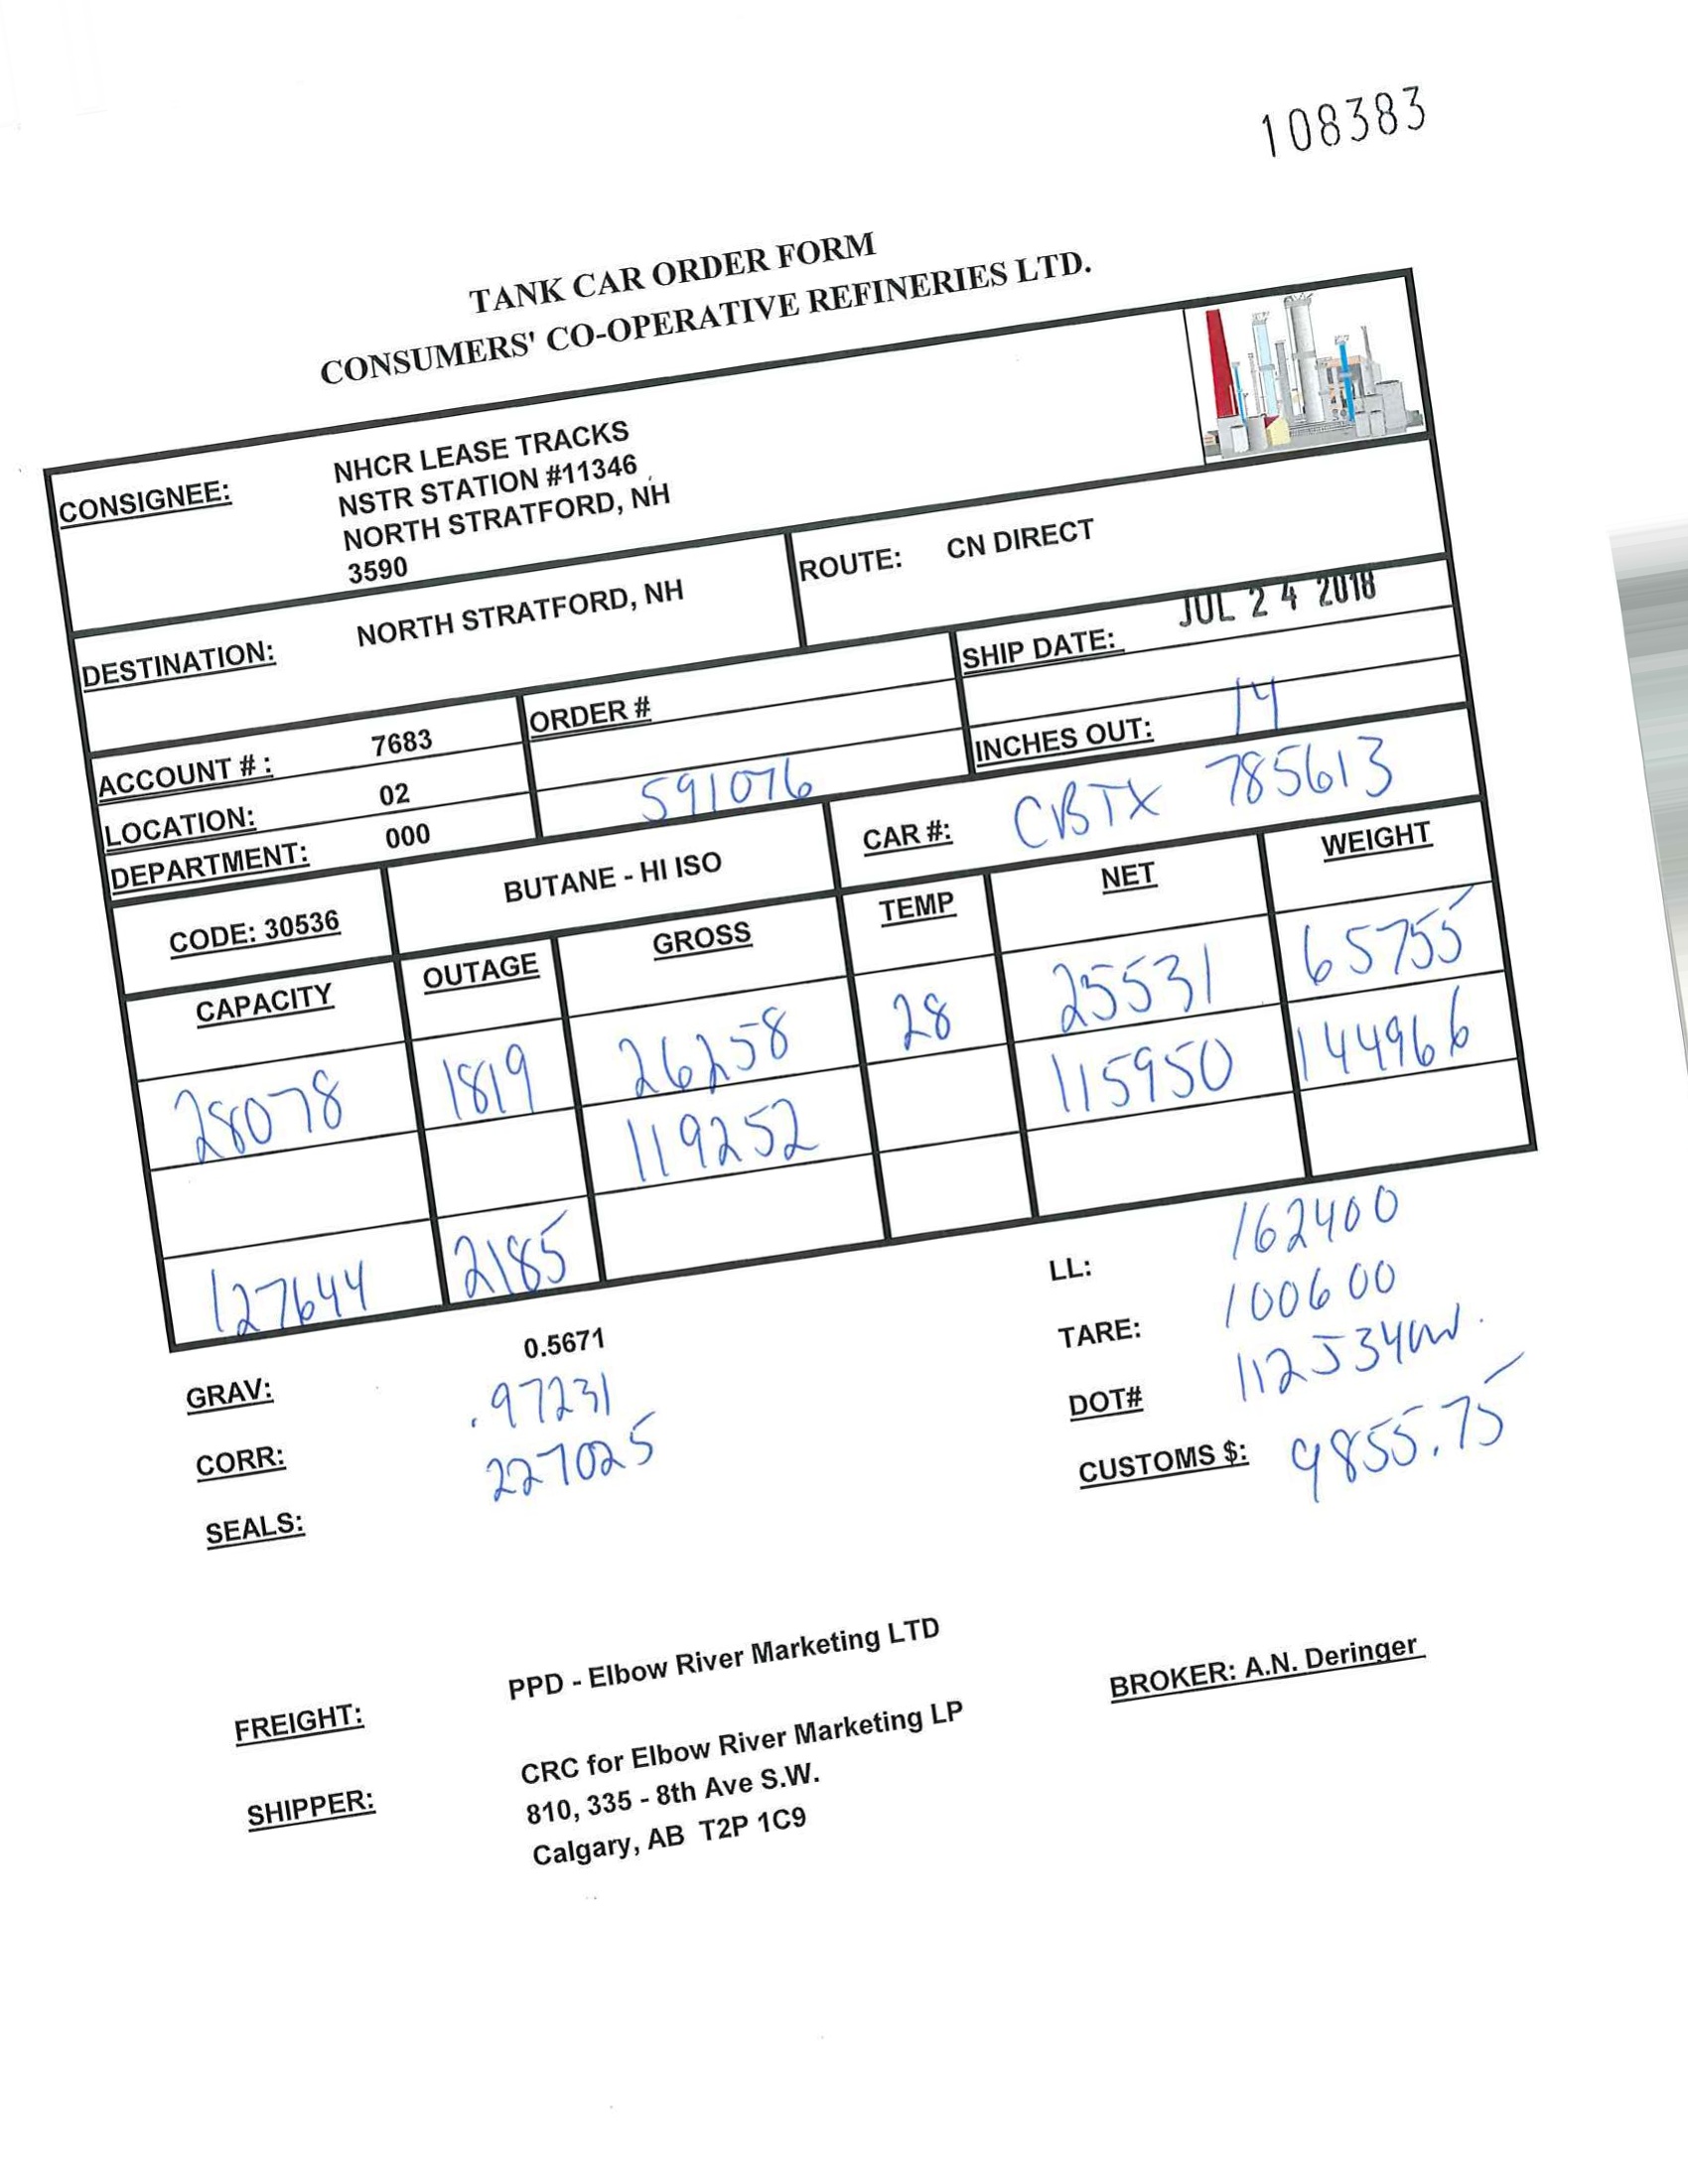 108383
TANK CAR ORDER FORM
CONSUMERS' CO-OPERATIVE REFINERIES LTD.
CONSIGNEE: NHCR LEASE TRACKS
NSTR STATION #11346
NORTH STRATFORD, NH
3590
DESTINATION: NORTH STRATFORD, NH
ROUTE: CN DIRECT
ACCOUNT # : 7683
ORDER #
SHIP DATE: JUL 24 2018
LOCATION: 02
DEPARTMENT: 000
591076
INCHES OUT: 14
CODE: 30536
BUTANE - HI ISO
CAR #: CBTX 785613
CAPACITY OUTAGE GROSS TEMP NET WEIGHT
28078 1819 26258 28 25531 65755
119252 115950 144966
127644 2185
GRAV: 0.5671
LL: 162400
CORR: .97231
TARE: 100600
SEALS: 227025
DOT# 112J340W.
CUSTOMS $: 9855.75
FREIGHT: PPD - Elbow River Marketing LTD
BROKER: A.N. Deringer
SHIPPER: CRC for Elbow River Marketing LP
810, 335 - 8th Ave S.W.
Calgary, AB T2P 1C9